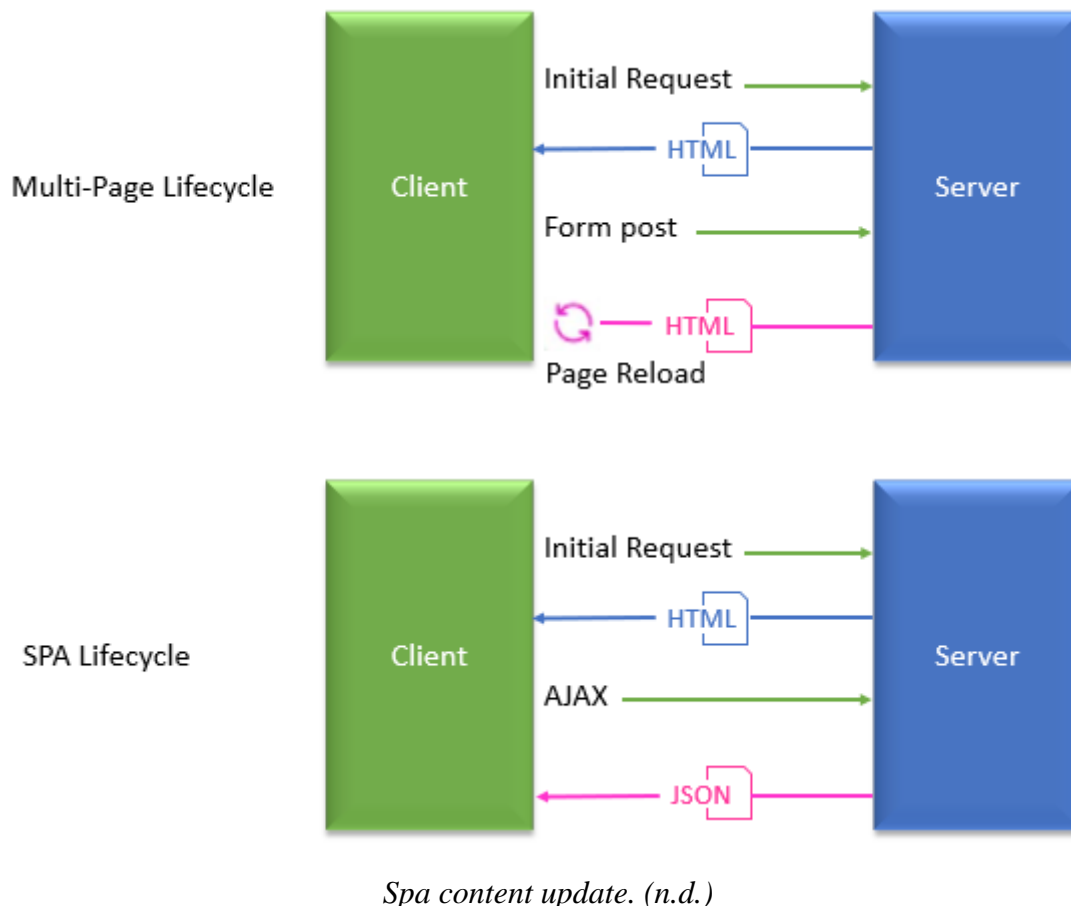 Initial Request
HTML
Multi-Page Lifecycle
Client
Server
Form post
HTML
Page Reload
Initial Request
HTML
SPA Lifecycle
Client
Server
AJAX
JSON
Spa content update. (n.d.)